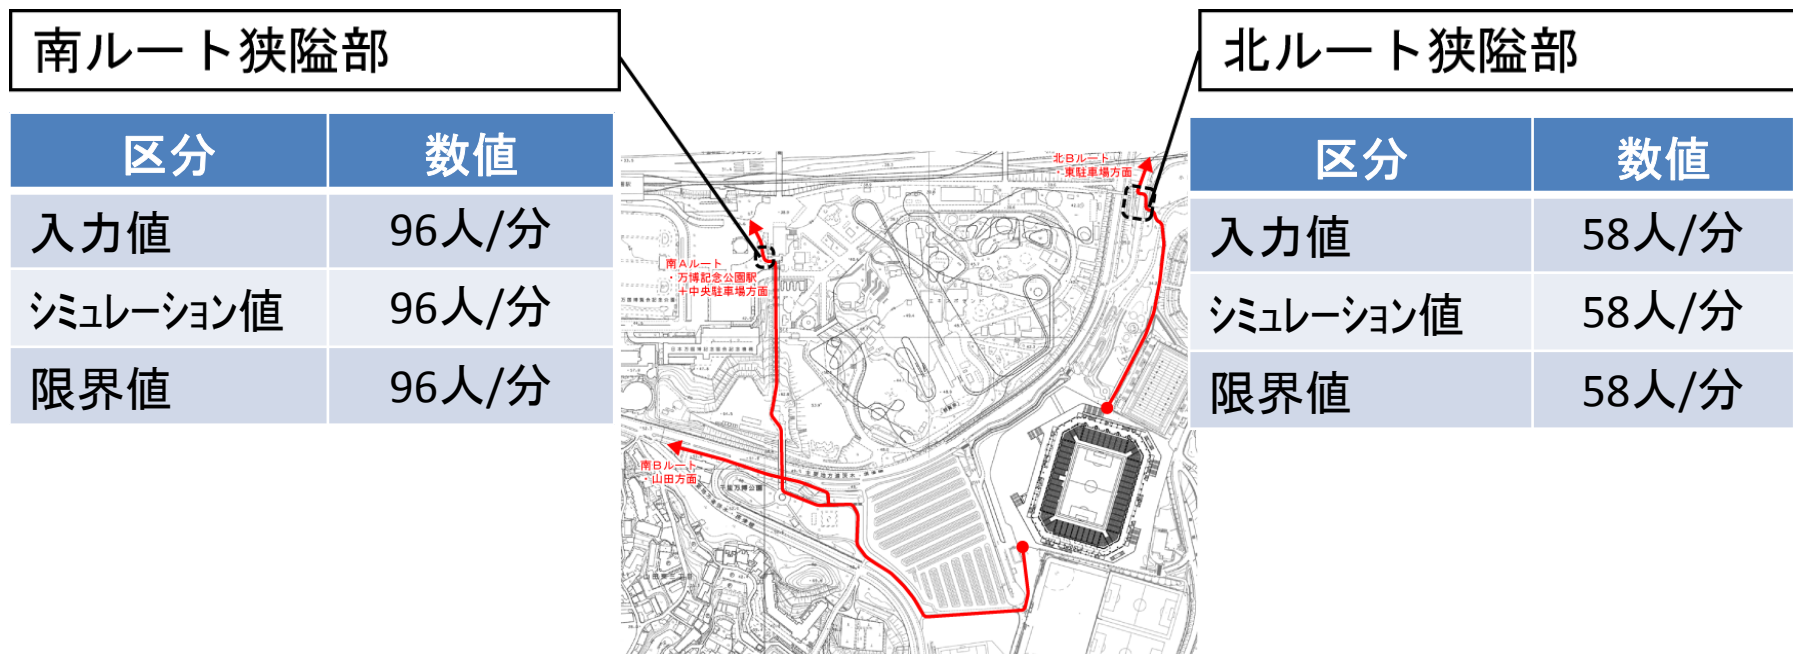 南ルート狭隘部
区分 数値
入力値 96人/分
シミュレーション値 96人/分
限界値 96人/分
北ルート狭隘部
区分 数値
入力値 58人/分
シミュレーション値 58人/分
限界値 58人/分
北Bルート
・東駐車場方面
南Aルート
・万博記念公園駅
+中央駐車場方面
南Bルート
・山田方面